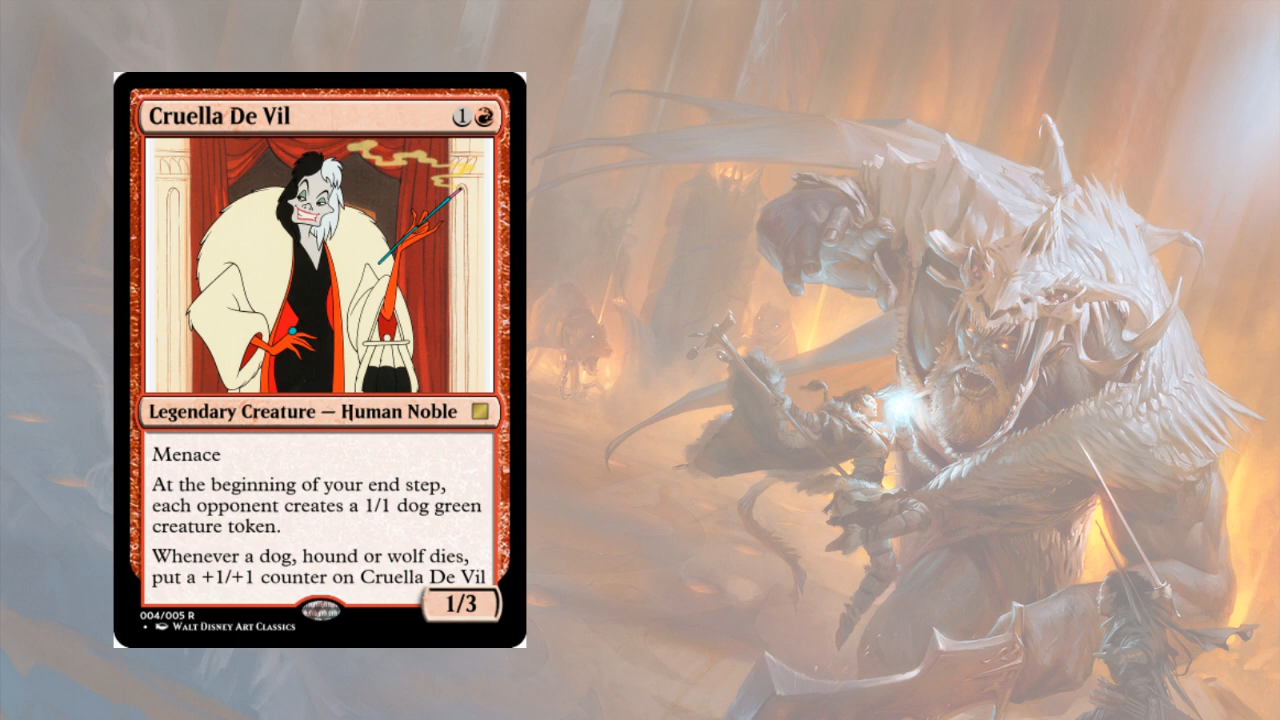 Cruella De Vil 1
Legendary Creature — Human Noble
Menace
At the beginning of your end step,
each opponent creates a 1/1 dog green
creature token.
Whenever a dog, hound or wolf dies,
put a +1/+1 counter on Cruella De Vil
1/3
004/005 R
• Walt Disney Art Classics